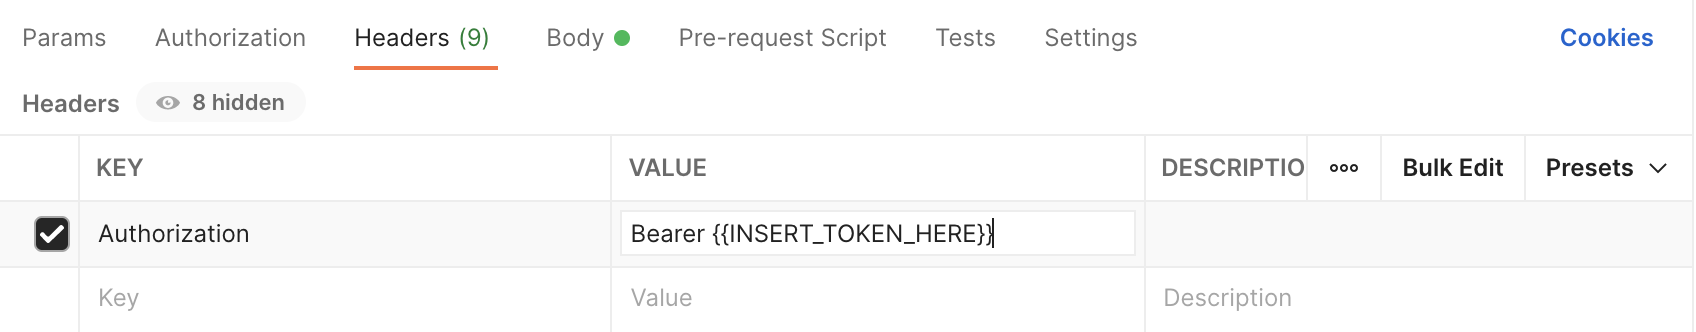 Params Authorization Headers (9) Body Pre-request Script Tests Settings Cookies
Headers 8 hidden
KEY VALUE DESCRIPTIO Bulk Edit Presets
Authorization Bearer {{INSERT_TOKEN_HERE}}
Key Value Description